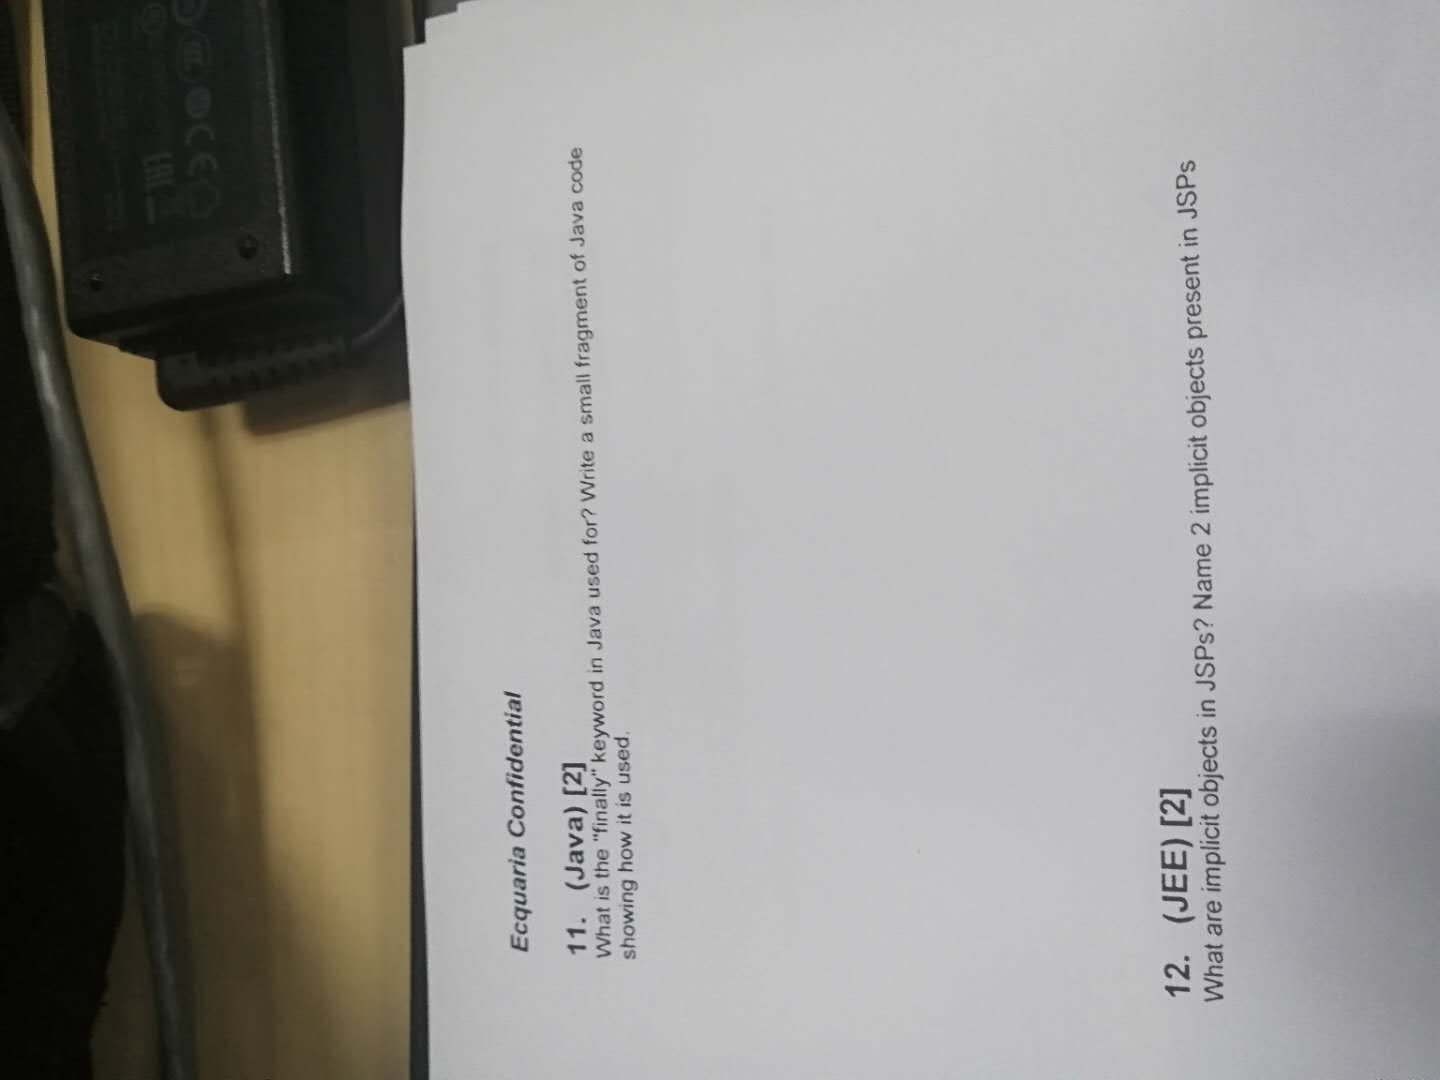 Ecquaria Confidential
11. (Java) [2]
What is the "finally" keyword in Java used for? Write a small fragment of Java code
showing how it is used.
12. (JEE) [2]
What are implicit objects in JSPs? Name 2 implicit objects present in JSPs
CE
EAC